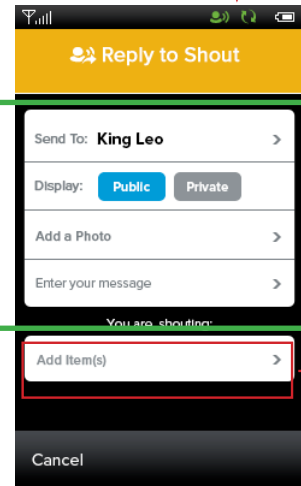 Reply to Shout
Send To: King Leo
Display: Public Private
Add a Photo
Enter your message
You are shouting:
Add Item(s)
Cancel